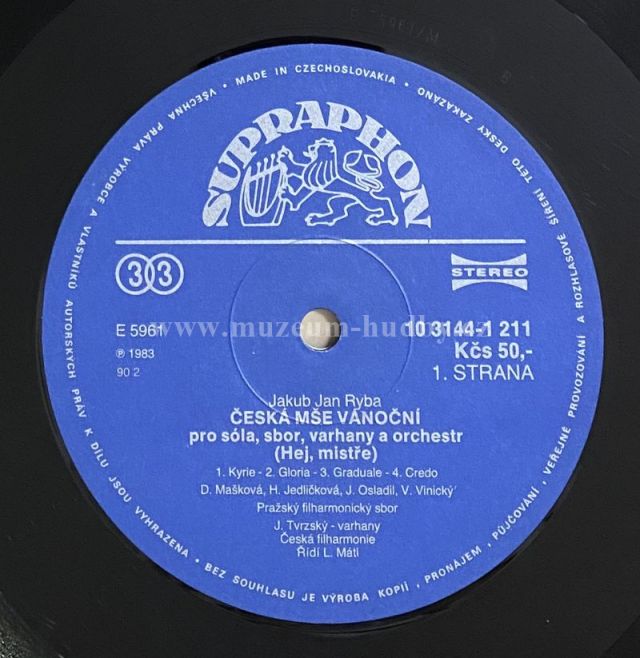 MADE IN CZECHOSLOVAKIA • VŠECHNA PRÁVA VÝROBCE A VLASTNÍKŮ AUTORSKÝCH PRÁV K DÍLU JSOU VYHRAZENA • BEZ SOUHLASU JE VÝROBA KOPIÍ, PRONÁJEM, PŮJČOVÁNÍ, VEŘEJNÉ PROVOZOVÁNÍ A ROZHLASOVÉ ŠÍŘENÍ TÉTO DESKY ZAKÁZÁNO •
SUPRAPHON
33
STEREO
www.muzeum-hudby.cz
E 5961
10 3144-1 211
℗ 1983
Kčs 50,-
90 2
1. STRANA
Jakub Jan Ryba
ČESKÁ MŠE VÁNOČNÍ
pro sóla, sbor, varhany a orchestr
(Hej, mistře)
1. Kyrie - 2. Gloria - 3. Graduale - 4. Credo
D. Mašková, H. Jedličková, J. Osladil, V. Vinický
Pražský filharmonický sbor
J. Tvrzský - varhany
Česká filharmonie
Řídí L. Mátl